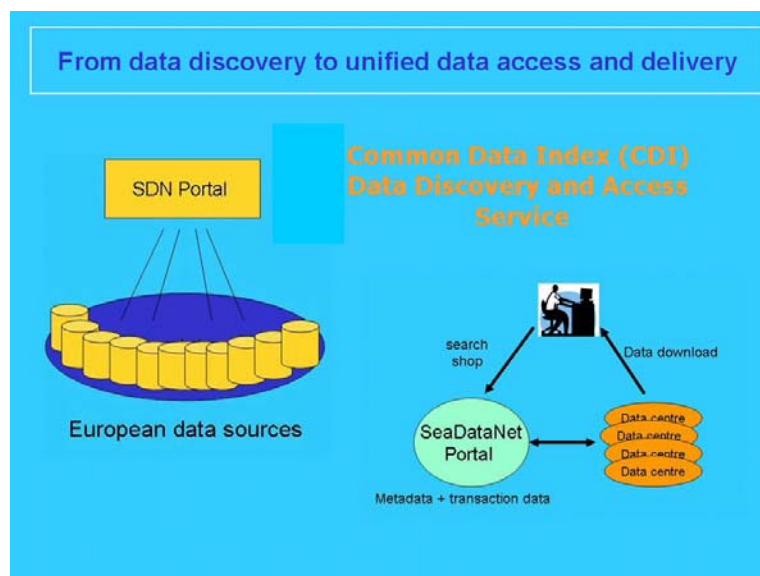 From data discovery to unified data access and delivery
SDN Portal
Common Data Index (CDI)
Data Discovery and Access
Service
European data sources
search
shop
Data download
SeaDataNet
Portal
Data centre
Data centre
Data centre
Data centre
Metadata + transaction data